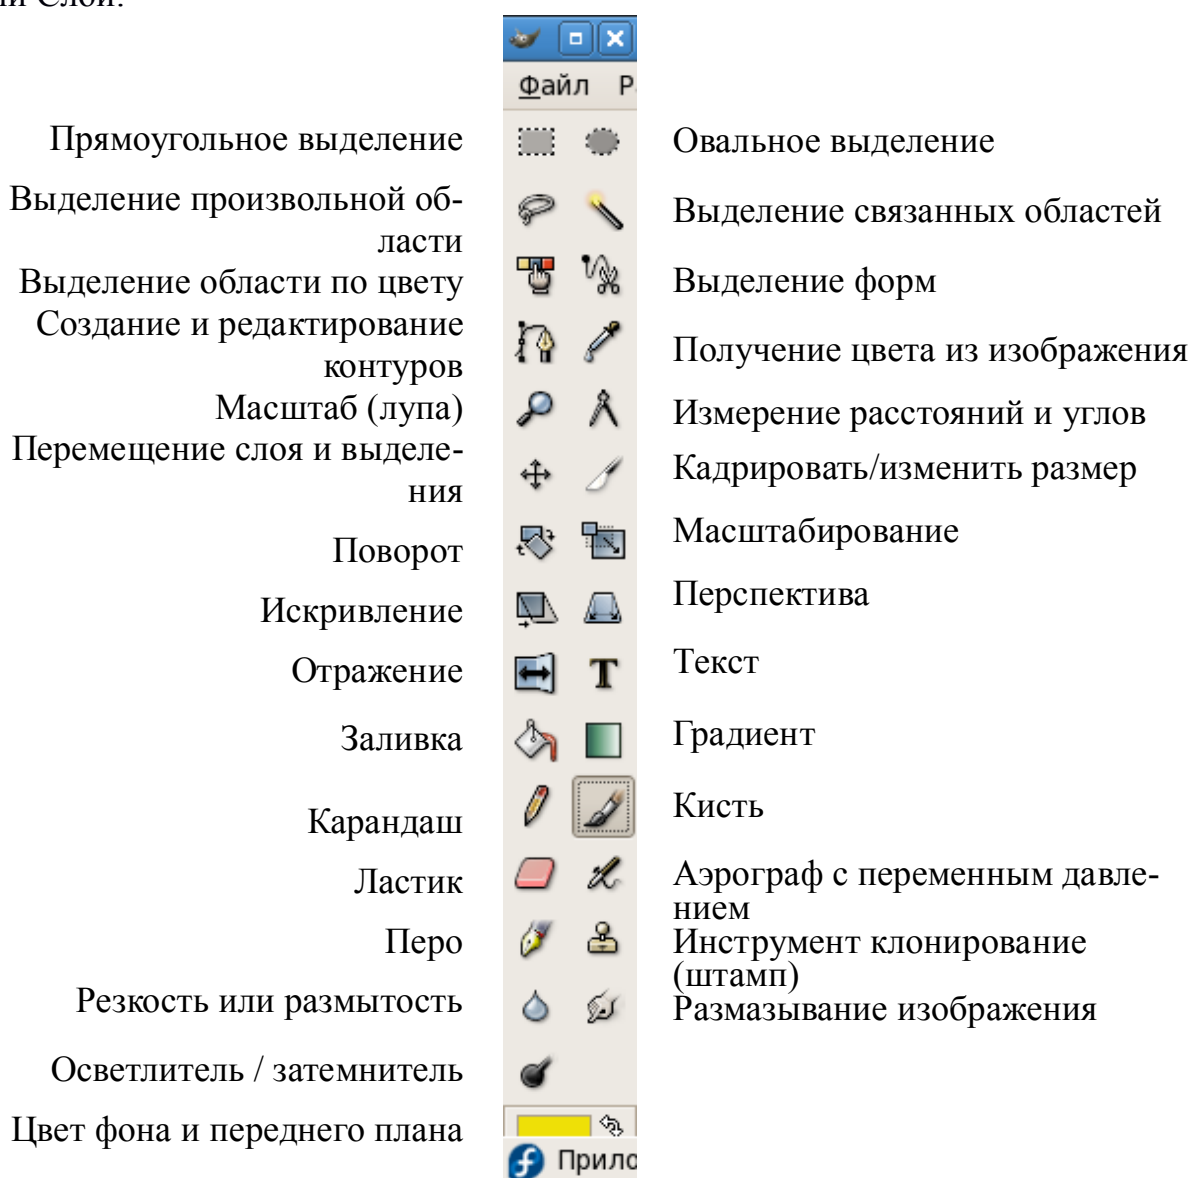 и Слои.
Файл
Прямоугольное выделение
Овальное выделение
Выделение произвольной об-
ласти
Выделение связанных областей
Выделение области по цвету
Выделение форм
Создание и редактирование
контуров
Получение цвета из изображения
Масштаб (лупа)
Измерение расстояний и углов
Перемещение слоя и выделе-
ния
Кадрировать/изменить размер
Поворот
Масштабирование
Искривление
Перспектива
Отражение
Текст
Заливка
Градиент
Карандаш
Кисть
Ластик
Аэрограф с переменным давле-
нием
Перо
Инструмент клонирование
(штамп)
Резкость или размытость
Размазывание изображения
Осветлитель / затемнитель
Цвет фона и переднего плана
Прило